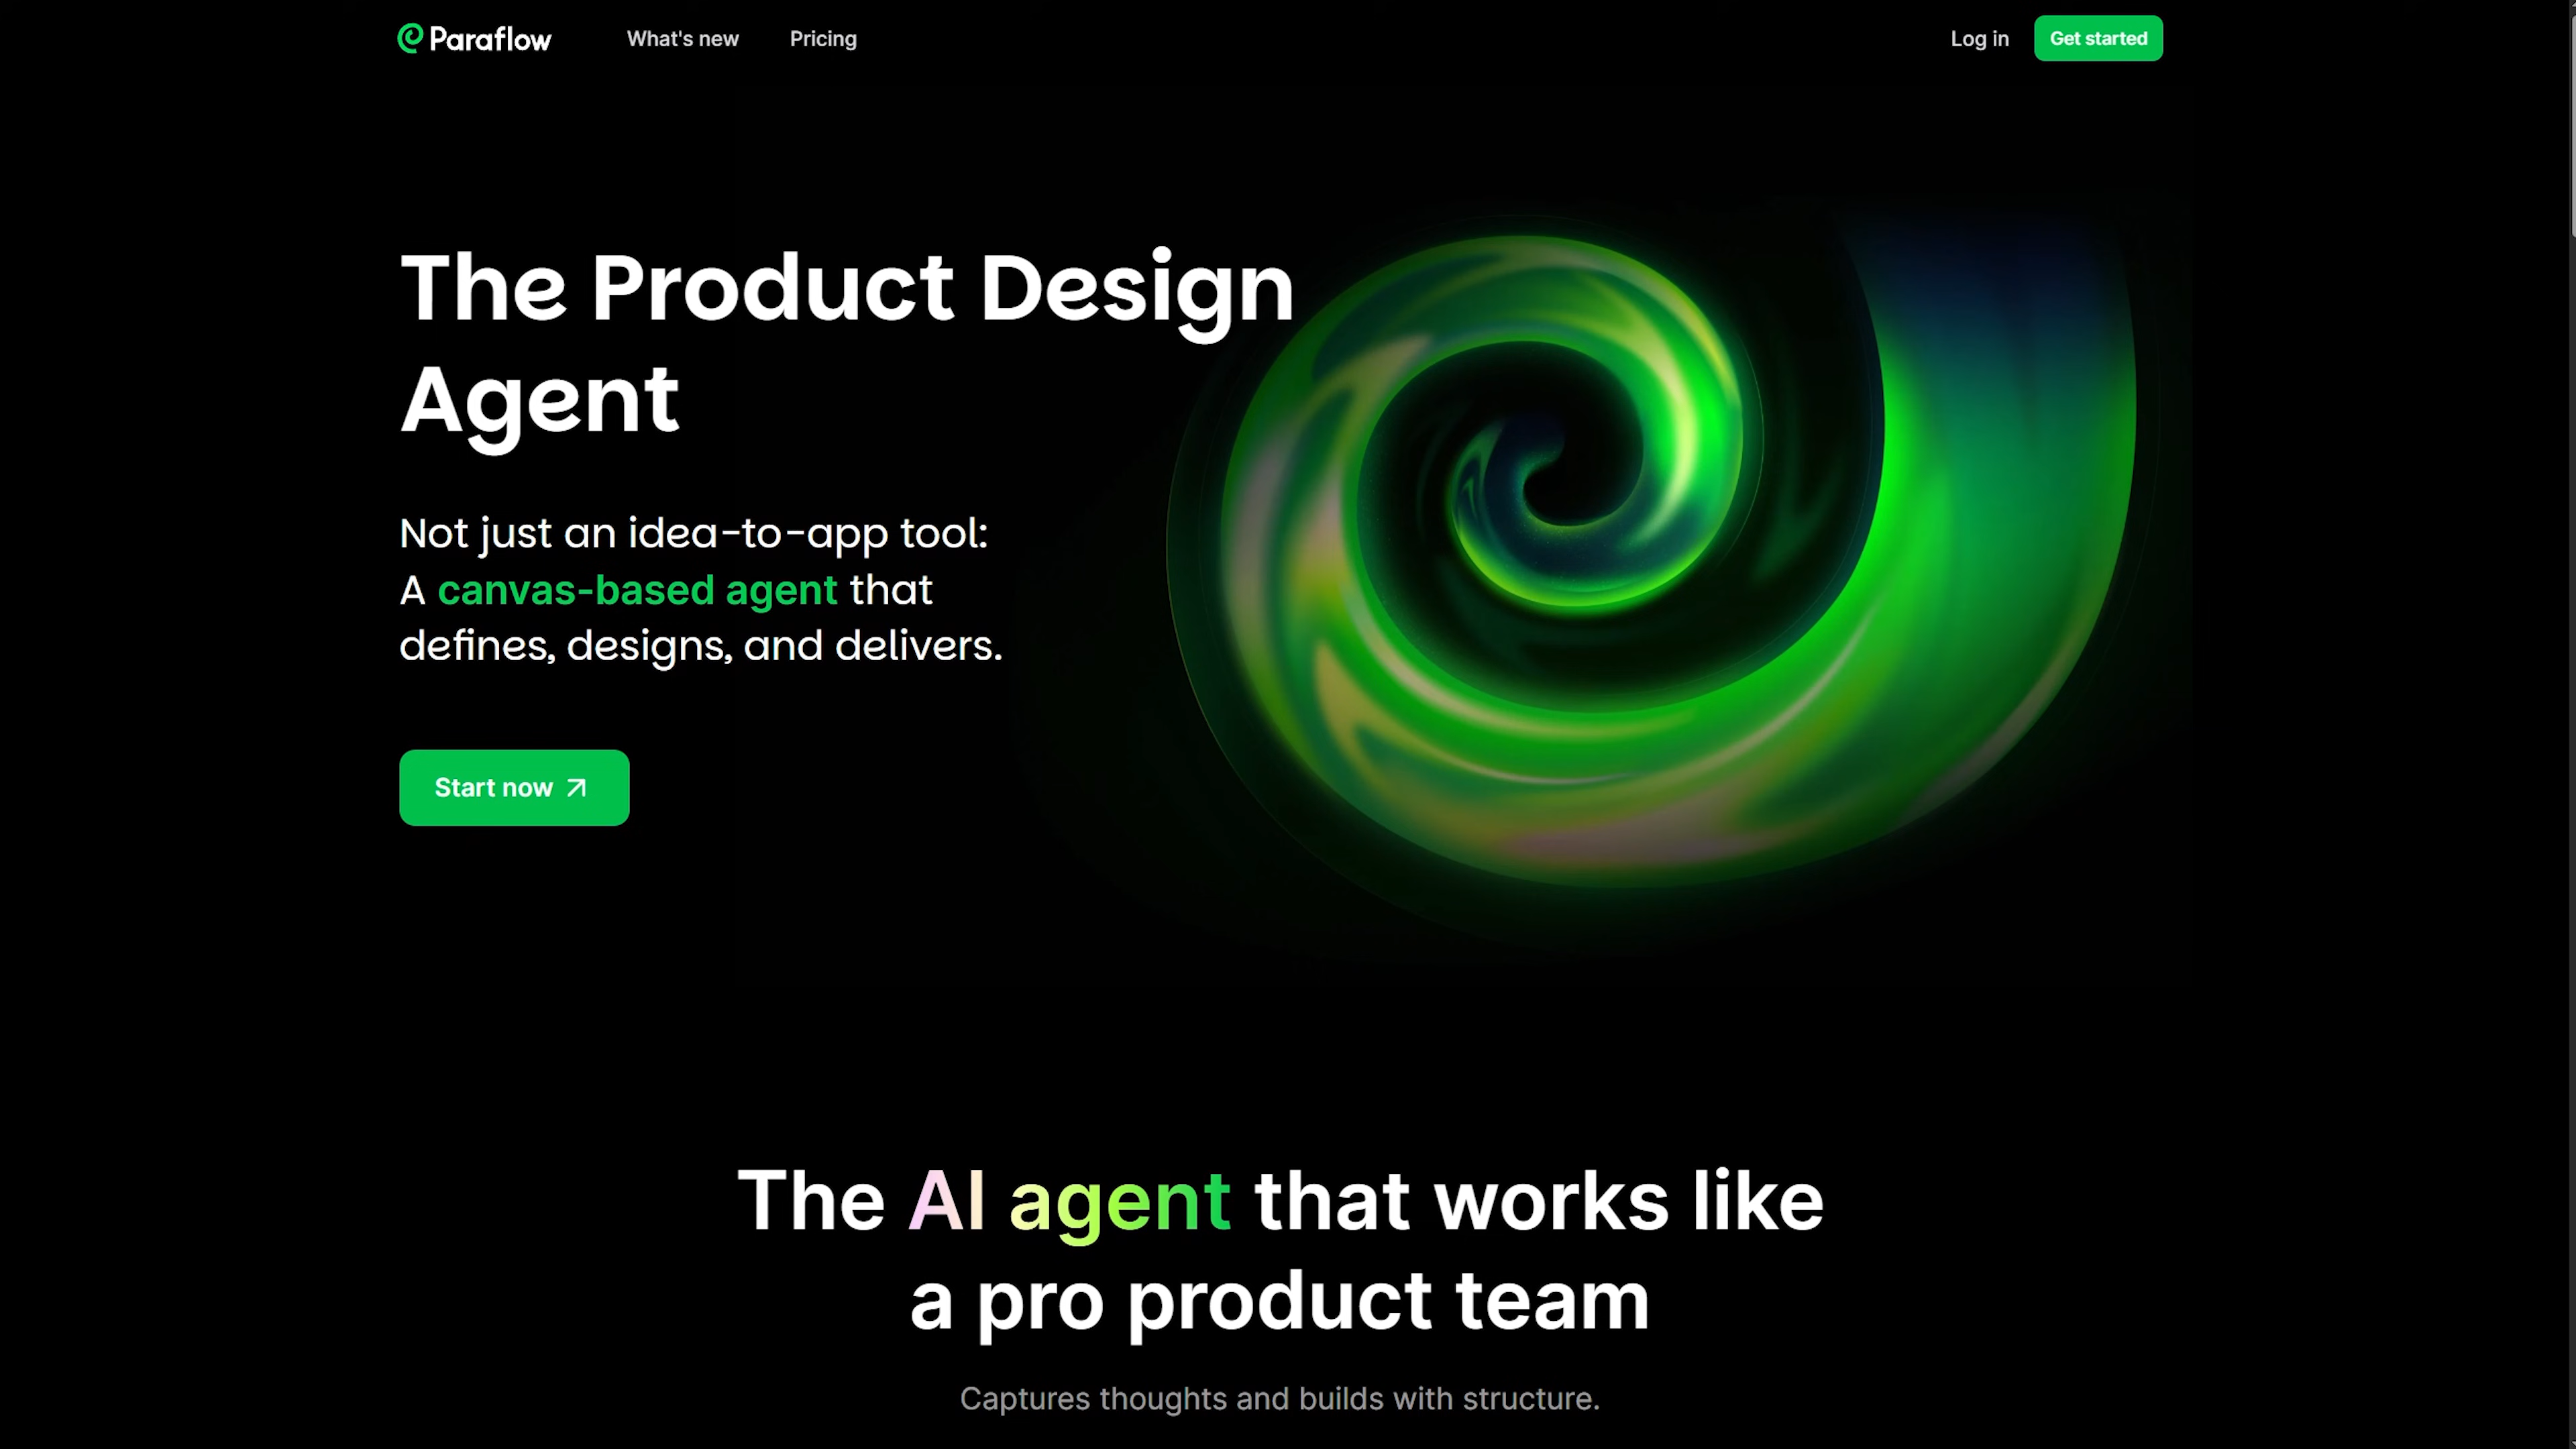 Paraflow
What's new
Pricing
Log in
Get started
The Product Design
Agent
Not just an idea-to-app tool:
A canvas-based agent that
defines, designs, and delivers.
Start now
The AI agent that works like
a pro product team
Captures thoughts and builds with structure.